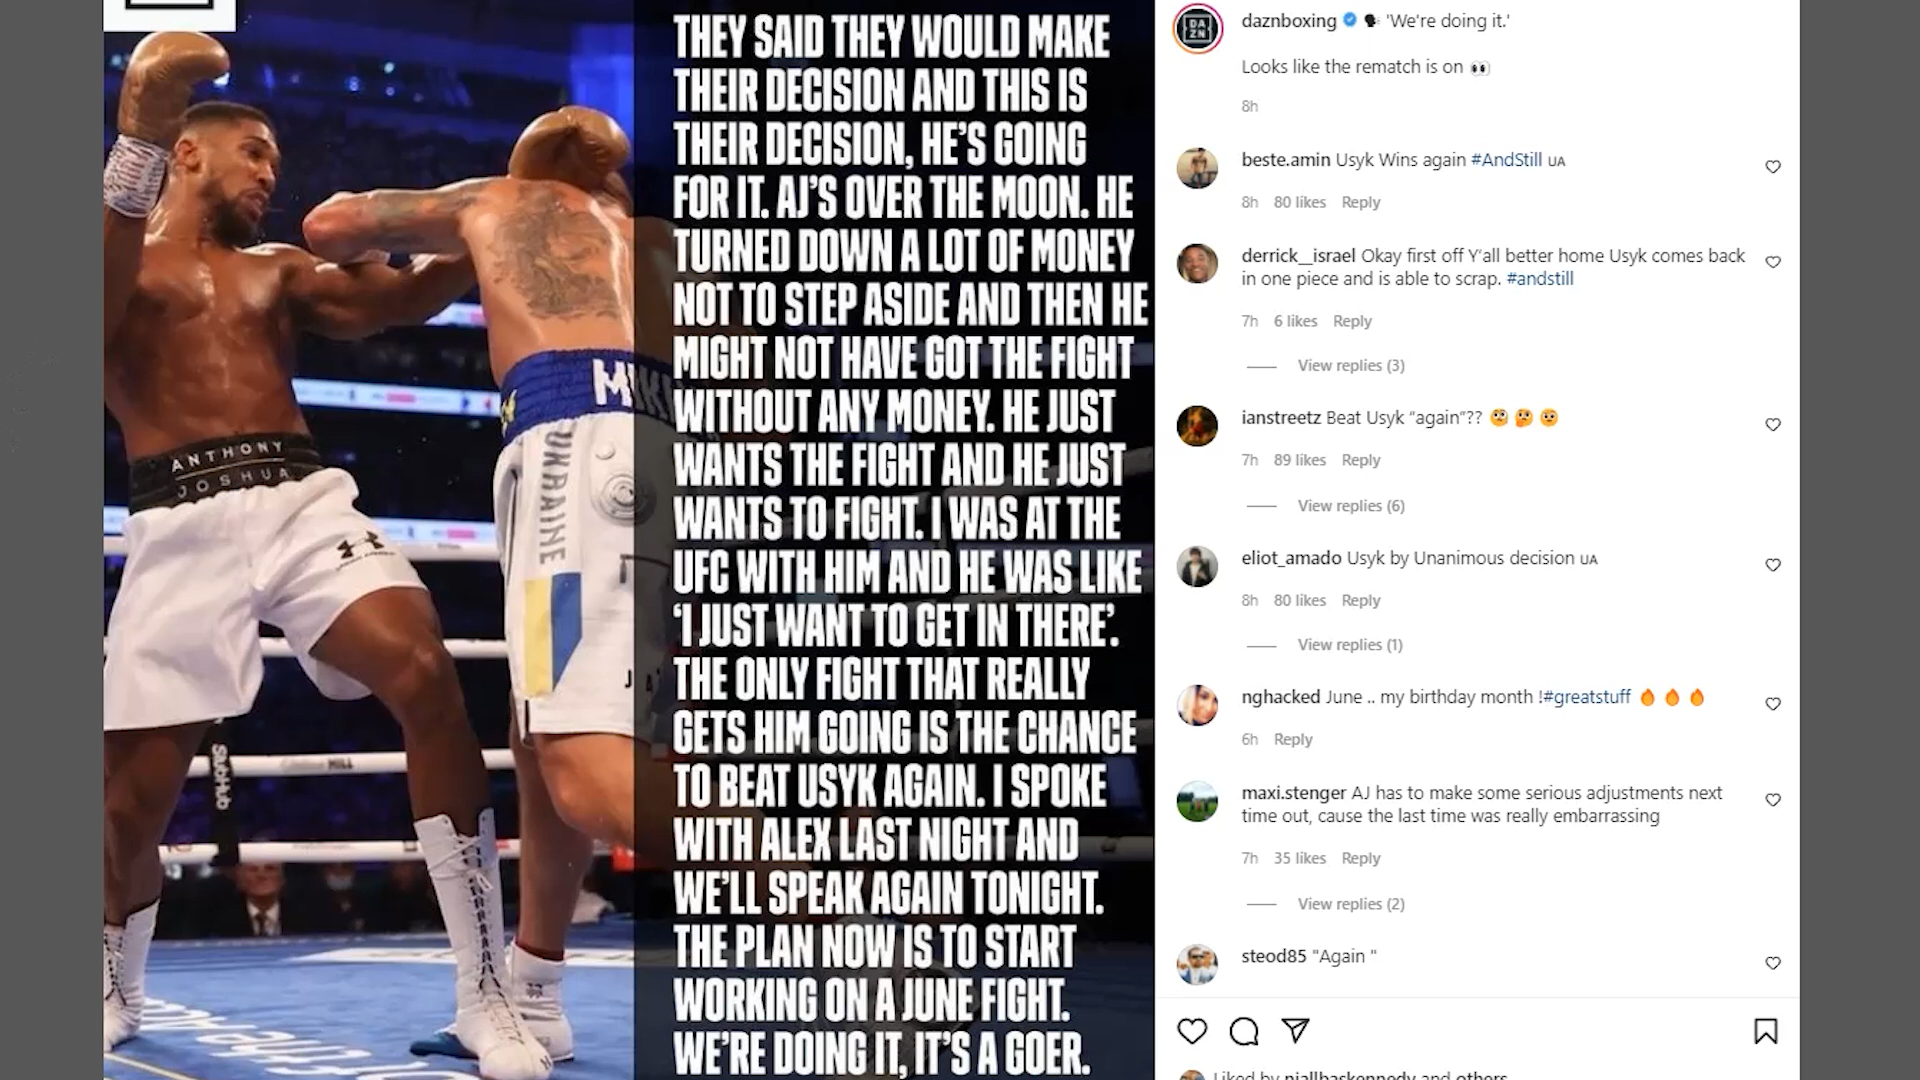 THEY SAID THEY WOULD MAKE
THEIR DECISION AND THIS IS
THEIR DECISION, HE'S GOING
FOR IT. AJ'S OVER THE MOON. HE
TURNED DOWN A LOT OF MONEY
NOT TO STEP ASIDE AND THEN HE
MIGHT NOT HAVE GOT THE FIGHT
WITHOUT ANY MONEY. HE JUST
WANTS THE FIGHT AND HE JUST
WANTS TO FIGHT. I WAS AT THE
UFC WITH HIM AND HE WAS LIKE
'I JUST WANT TO GET IN THERE'.
THE ONLY FIGHT THAT REALLY
GETS HIM GOING IS THE CHANCE
TO BEAT USYK AGAIN. I SPOKE
WITH ALEX LAST NIGHT AND
WE'LL SPEAK AGAIN TONIGHT.
THE PLAN NOW IS TO START
WORKING ON A JUNE FIGHT.
WE'RE DOING IT, IT'S A GOER.
ANTHONY
JOSHUA
UKRAINE
StubHub
DA
ZN
daznboxing 🗣 'We're doing it.'
Looks like the rematch is on 👀
8h
beste.amin Usyk Wins again #AndStill UA
8h 80 likes Reply
derrick__israel Okay first off Y'all better home Usyk comes back
in one piece and is able to scrap. #andstill
7h 6 likes Reply
View replies (3)
ianstreetz Beat Usyk "again"??
7h 89 likes Reply
View replies (6)
eliot_amado Usyk by Unanimous decision UA
8h 80 likes Reply
View replies (1)
nghacked June .. my birthday month !#greatstuff 🔥 🔥 🔥
6h Reply
maxi.stenger AJ has to make some serious adjustments next
time out, cause the last time was really embarrassing
7h 35 likes Reply
View replies (2)
steod85 "Again "
Liked by niallbaskennedy and others